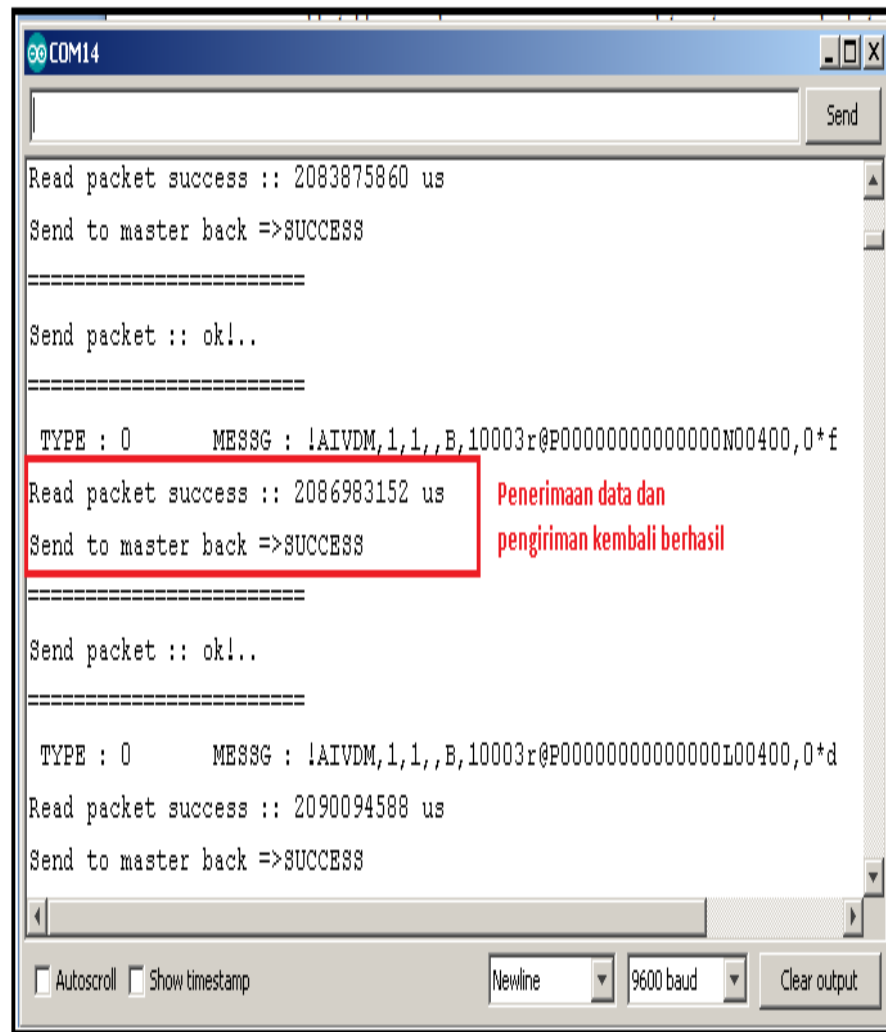 COM14
Send
Read packet success :: 2083875860 us
Send to master back =>SUCCESS
========================
Send packet :: ok!..
========================
TYPE : 0 MESSG : !AIVDM,1,1,,B,10003r@P00000000000000N00400,0*f
Read packet success :: 2086983152 us
Send to master back =>SUCCESS
Penerimaan data dan
pengiriman kembali berhasil
========================
Send packet :: ok!..
========================
TYPE : 0 MESSG : !AIVDM,1,1,,B,10003r@P00000000000000L00400,0*d
Read packet success :: 2090094588 us
Send to master back =>SUCCESS
Autoscroll Show timestamp Newline 9600 baud Clear output